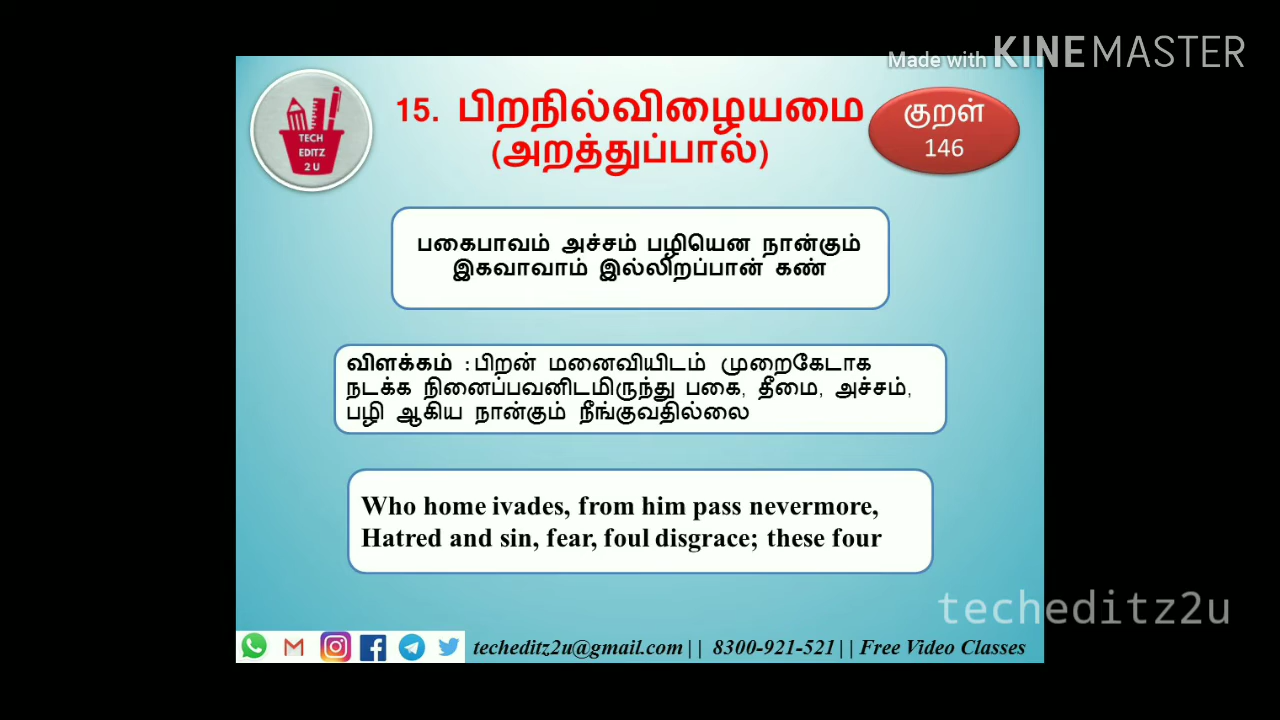 Made with KINEMASTER
TECH
EDITZ
2 U
15. பிறநில்விழையமை
(அறத்துப்பால்)
குறள்
146
பகைபாவம் அச்சம் பழியென நான்கும்
இகவாவாம் இல்லிறப்பான் கண்
விளக்கம் : பிறன் மனைவியிடம் முறைகேடாக
நடக்க நினைப்பவனிடமிருந்து பகை, தீமை, அச்சம்,
பழி ஆகிய நான்கும் நீங்குவதில்லை
Who home ivades, from him pass nevermore,
Hatred and sin, fear, foul disgrace; these four
techeditz2u
techeditz2u@gmail.com || 8300-921-521 || Free Video Classes